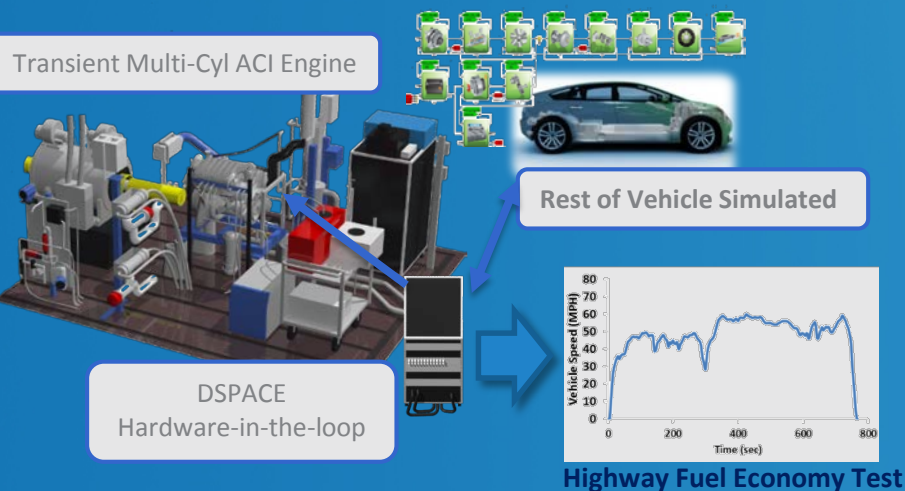 Transient Multi-Cyl ACI Engine
Rest of Vehicle Simulated
DSPACE
Hardware-in-the-loop
Vehicle Speed (MPH)
80
70
60
50
40
30
20
10
0
0 200 400 600 800
Time (sec)
Highway Fuel Economy Test